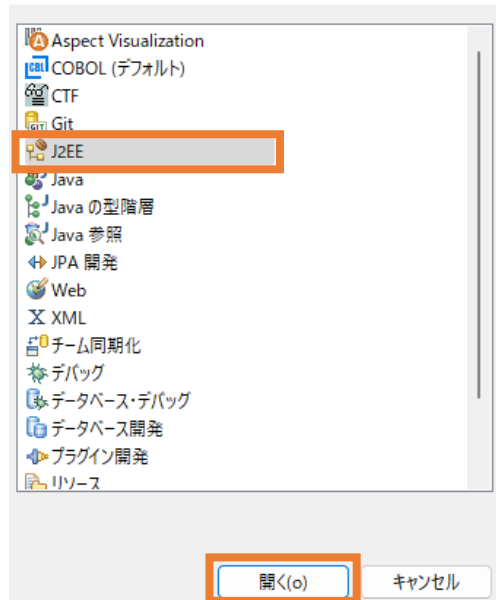 Aspect Visualization
CBL COBOL (デフォルト)
CTF
GIT Git
J2EE
Java
Java の型階層
Java 参照
JPA 開発
Web
X XML
チーム同期化
デバッグ
データベース・デバッグ
データベース開発
プラグイン開発
リソース
開く(o) キャンセル